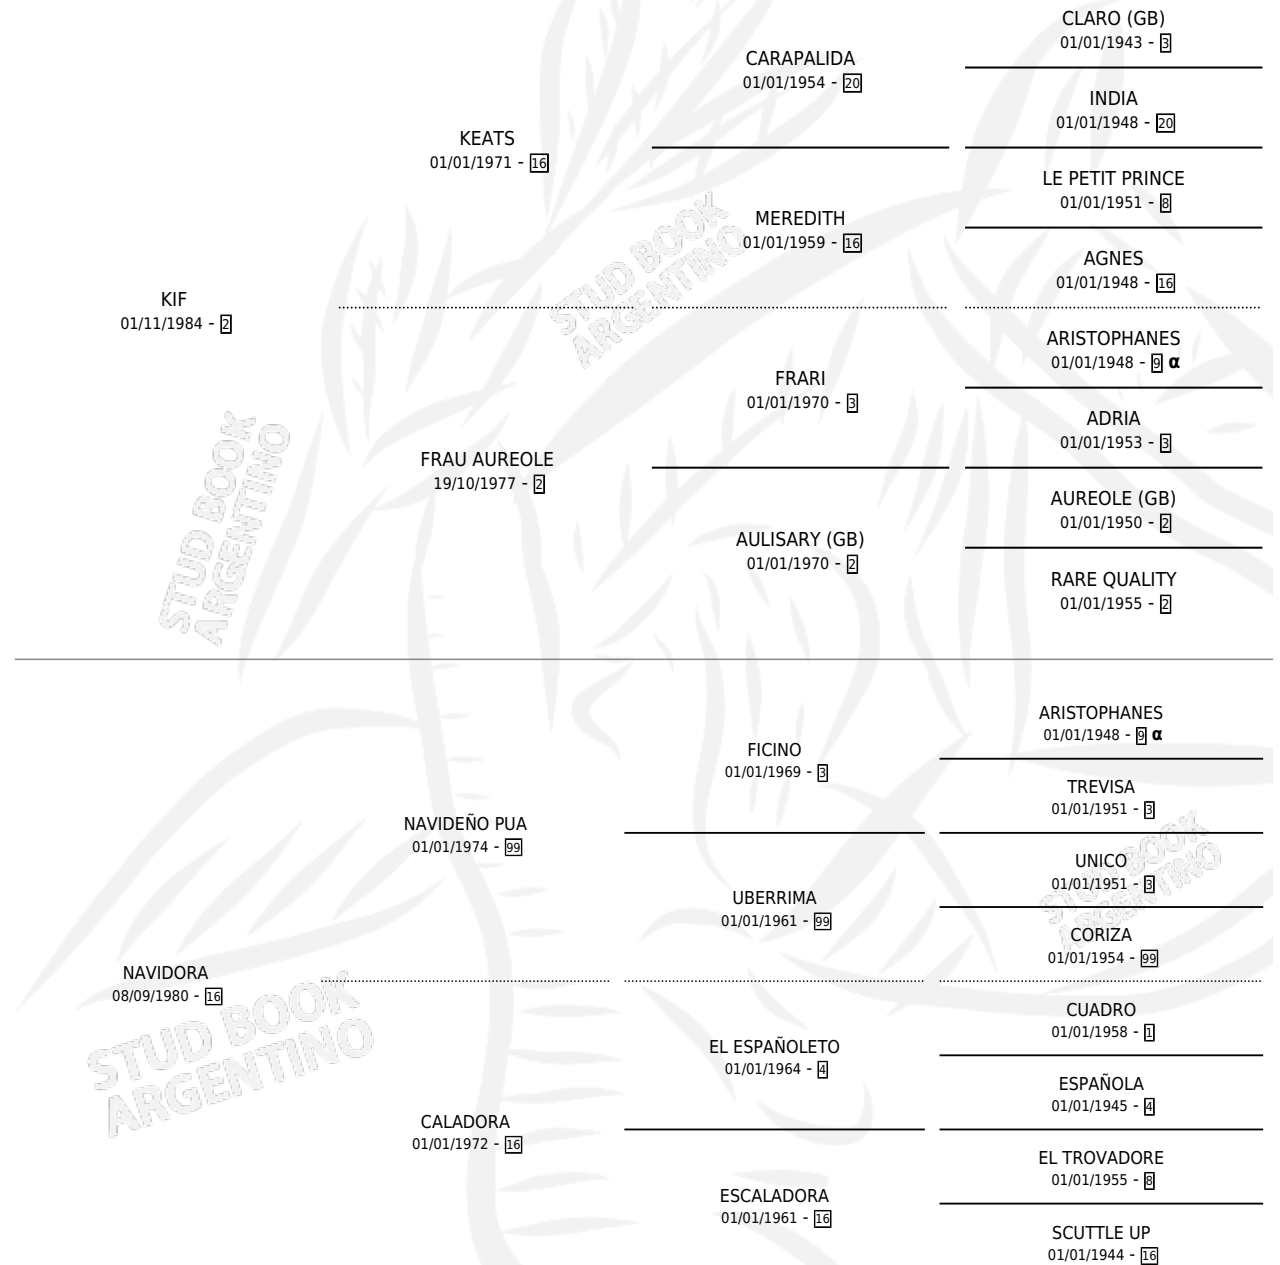 KIF
01/11/1984 - 2
KEATS
01/01/1971 - 16
CARAPALIDA
01/01/1954 - 20
CLARO (GB)
01/01/1943 - 3
INDIA
01/01/1948 - 20
MEREDITH
01/01/1959 - 16
LE PETIT PRINCE
01/01/1951 - 8
AGNES
01/01/1948 - 16
FRAU AUREOLE
19/10/1977 - 2
FRARI
01/01/1970 - 3
ARISTOPHANES
01/01/1948 - 9 α
ADRIA
01/01/1953 - 3
AULISARY (GB)
01/01/1970 - 2
AUREOLE (GB)
01/01/1950 - 2
RARE QUALITY
01/01/1955 - 2
NAVIDORA
08/09/1980 - 16
NAVIDEÑO PUA
01/01/1974 - 99
FICINO
01/01/1969 - 3
ARISTOPHANES
01/01/1948 - 9 α
TREVISA
01/01/1951 - 3
UBERRIMA
01/01/1961 - 99
UNICO
01/01/1951 - 3
CORIZA
01/01/1954 - 99
CALADORA
01/01/1972 - 16
EL ESPAÑOLETO
01/01/1964 - 4
CUADRO
01/01/1958 - 1
ESPAÑOLA
01/01/1945 - 4
ESCALADORA
01/01/1961 - 16
EL TROVADORE
01/01/1955 - 8
SCUTTLE UP
01/01/1944 - 16
STUD BOOK
ARGENTINO
STUD BOOK
ARGENTINO
STUD BOOK
ARGENTINO
STUD BOOK
ARGENTINO